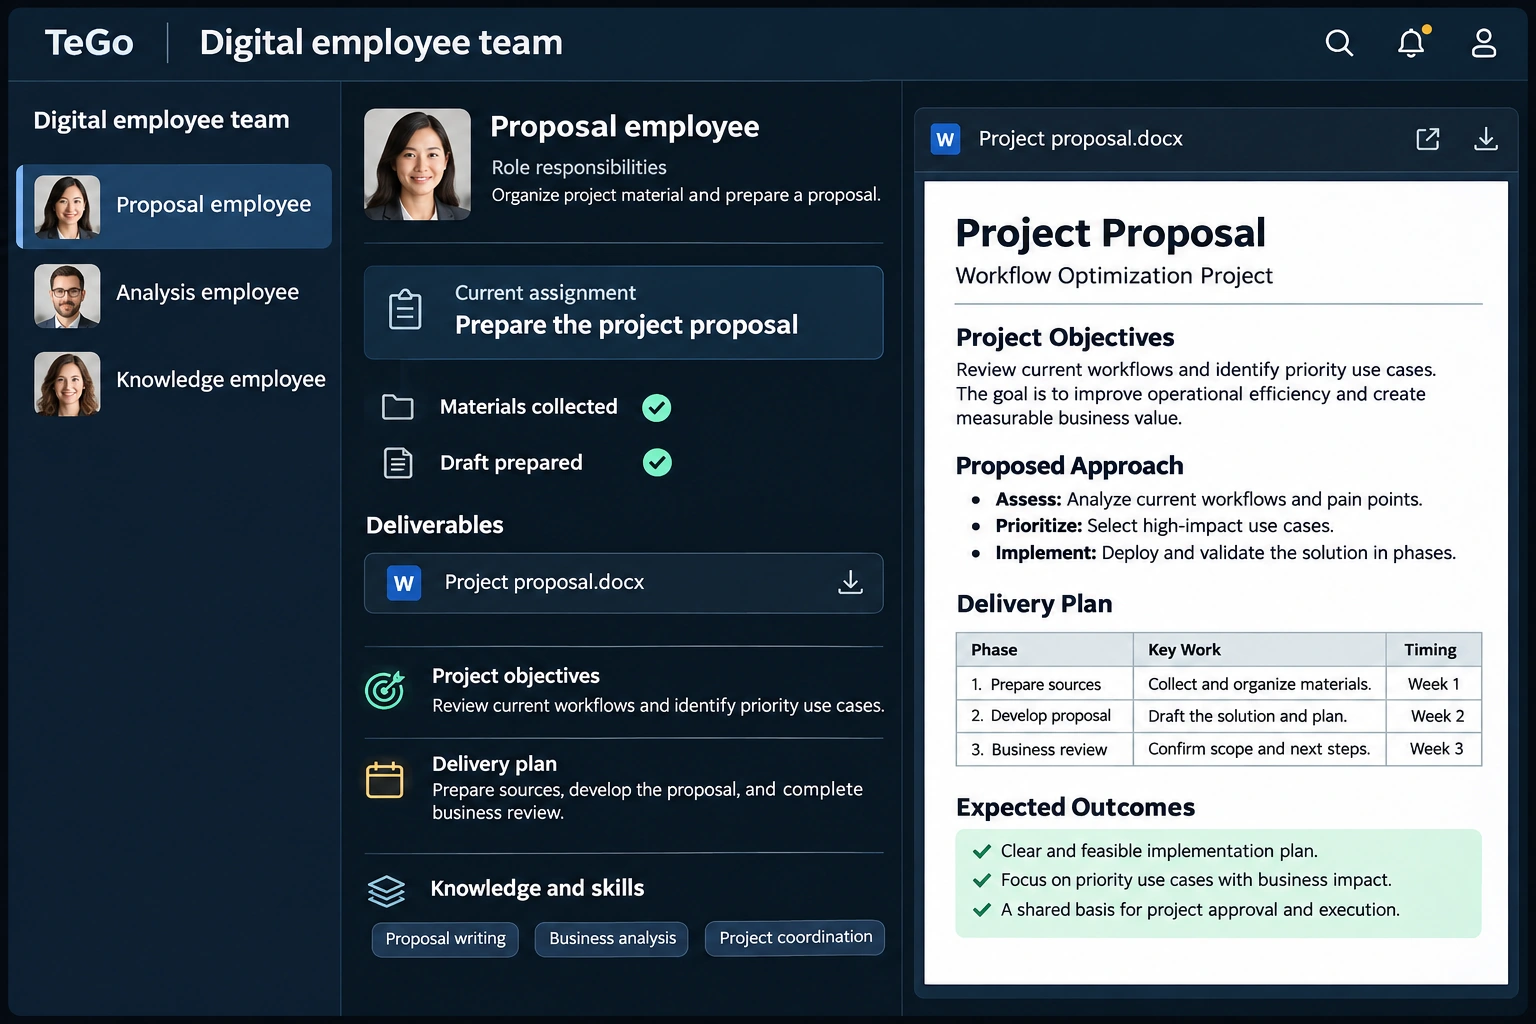 TeGo
Digital employee team
Digital employee team
Proposal employee
Analysis employee
Knowledge employee
Proposal employee
Role responsibilities
Organize project material and prepare a proposal.
Current assignment
Prepare the project proposal
Materials collected
Draft prepared
Deliverables
W
Project proposal.docx
Project objectives
Review current workflows and identify priority use cases.
Delivery plan
Prepare sources, develop the proposal, and complete
business review.
Knowledge and skills
Proposal writing
Business analysis
Project coordination
W
Project proposal.docx
Project Proposal
Workflow Optimization Project
Project Objectives
Review current workflows and identify priority use cases.
The goal is to improve operational efficiency and create
measurable business value.
Proposed Approach
• Assess: Analyze current workflows and pain points.
• Prioritize: Select high-impact use cases.
• Implement: Deploy and validate the solution in phases.
Delivery Plan
Phase Key Work Timing
1. Prepare sources Collect and organize materials. Week 1
2. Develop proposal Draft the solution and plan. Week 2
3. Business review Confirm scope and next steps. Week 3
Expected Outcomes
Clear and feasible implementation plan.
Focus on priority use cases with business impact.
A shared basis for project approval and execution.